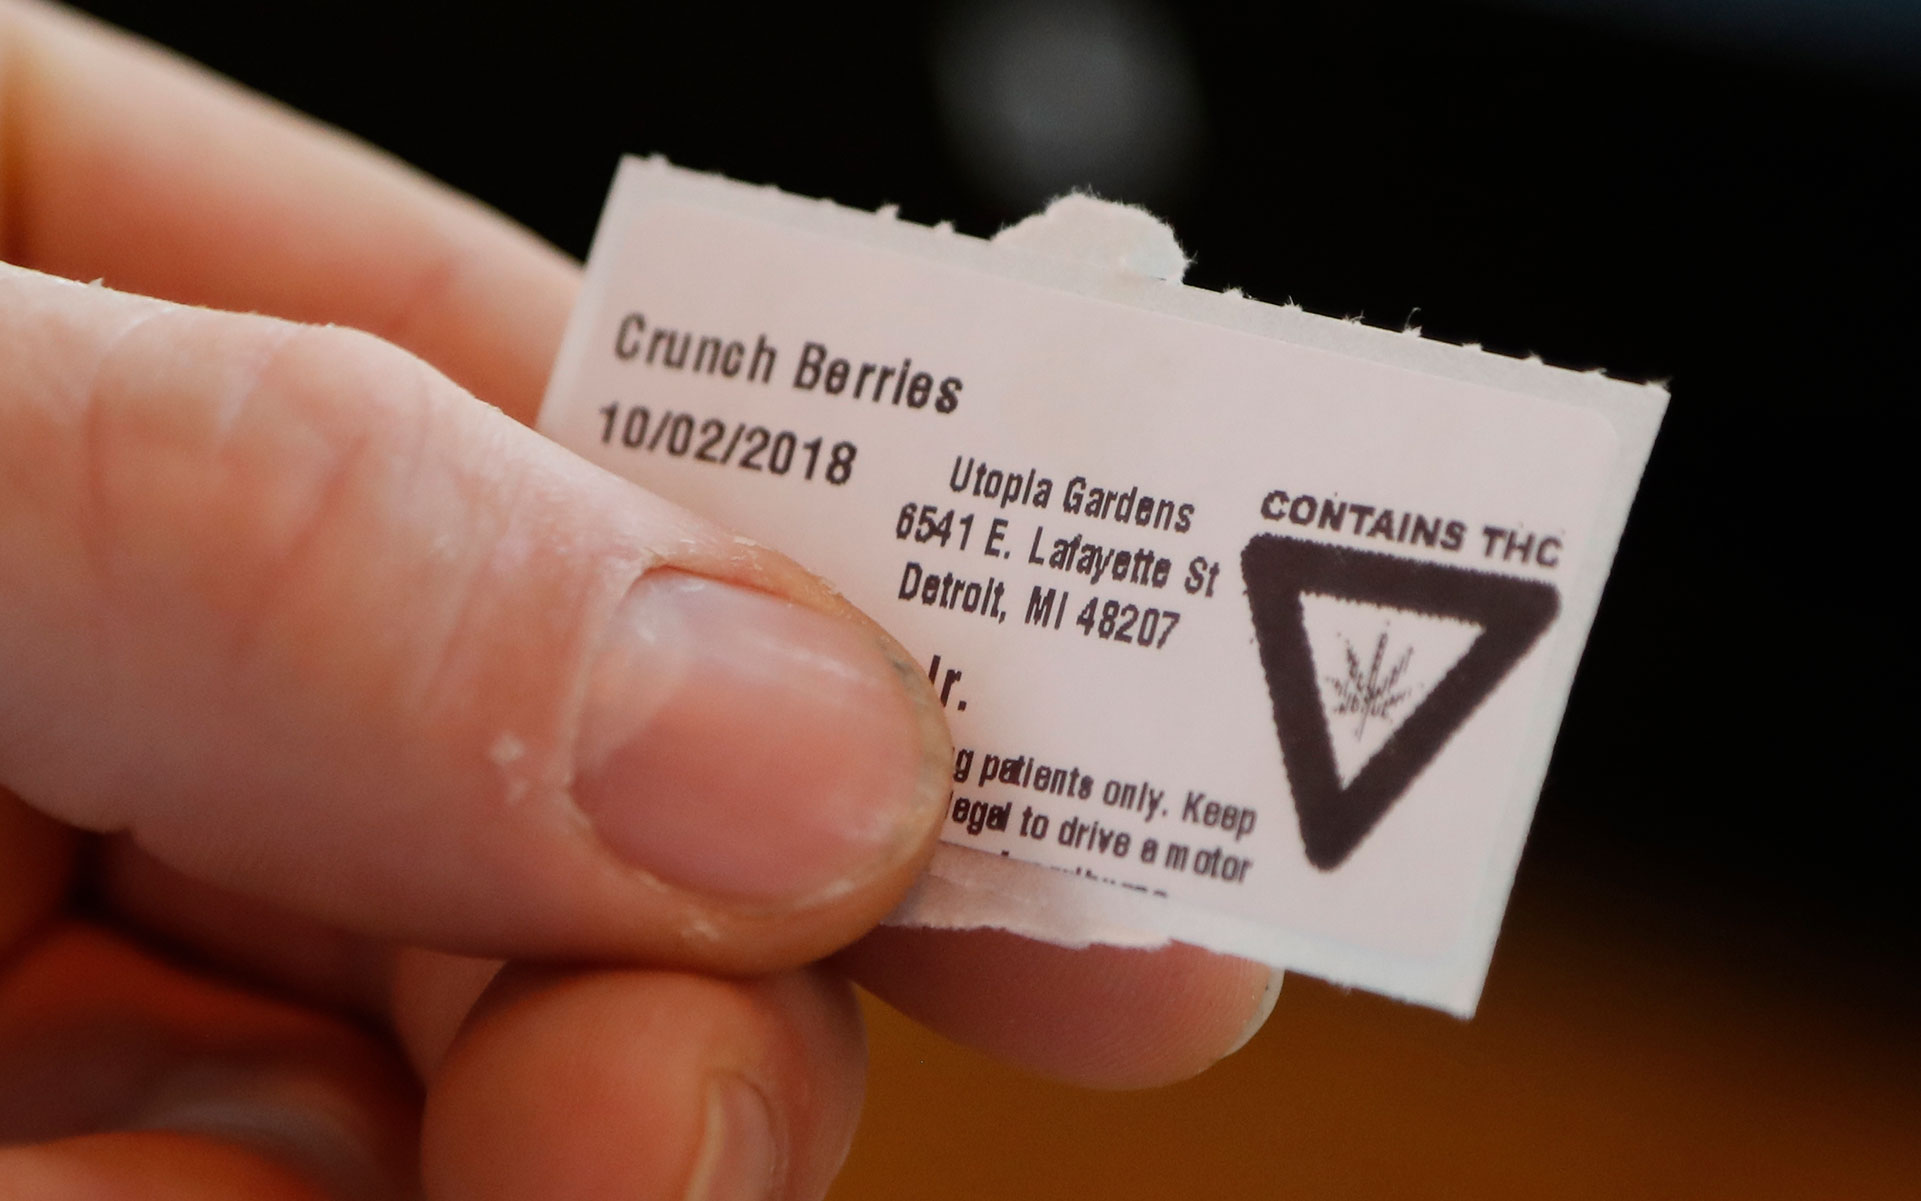 Crunch Berries
10/02/2018
Utopia Gardens
6541 E. Lafayette St
Detroit, MI 48207
CONTAINS THC
Jr.
patients only. Keep
to drive a motor